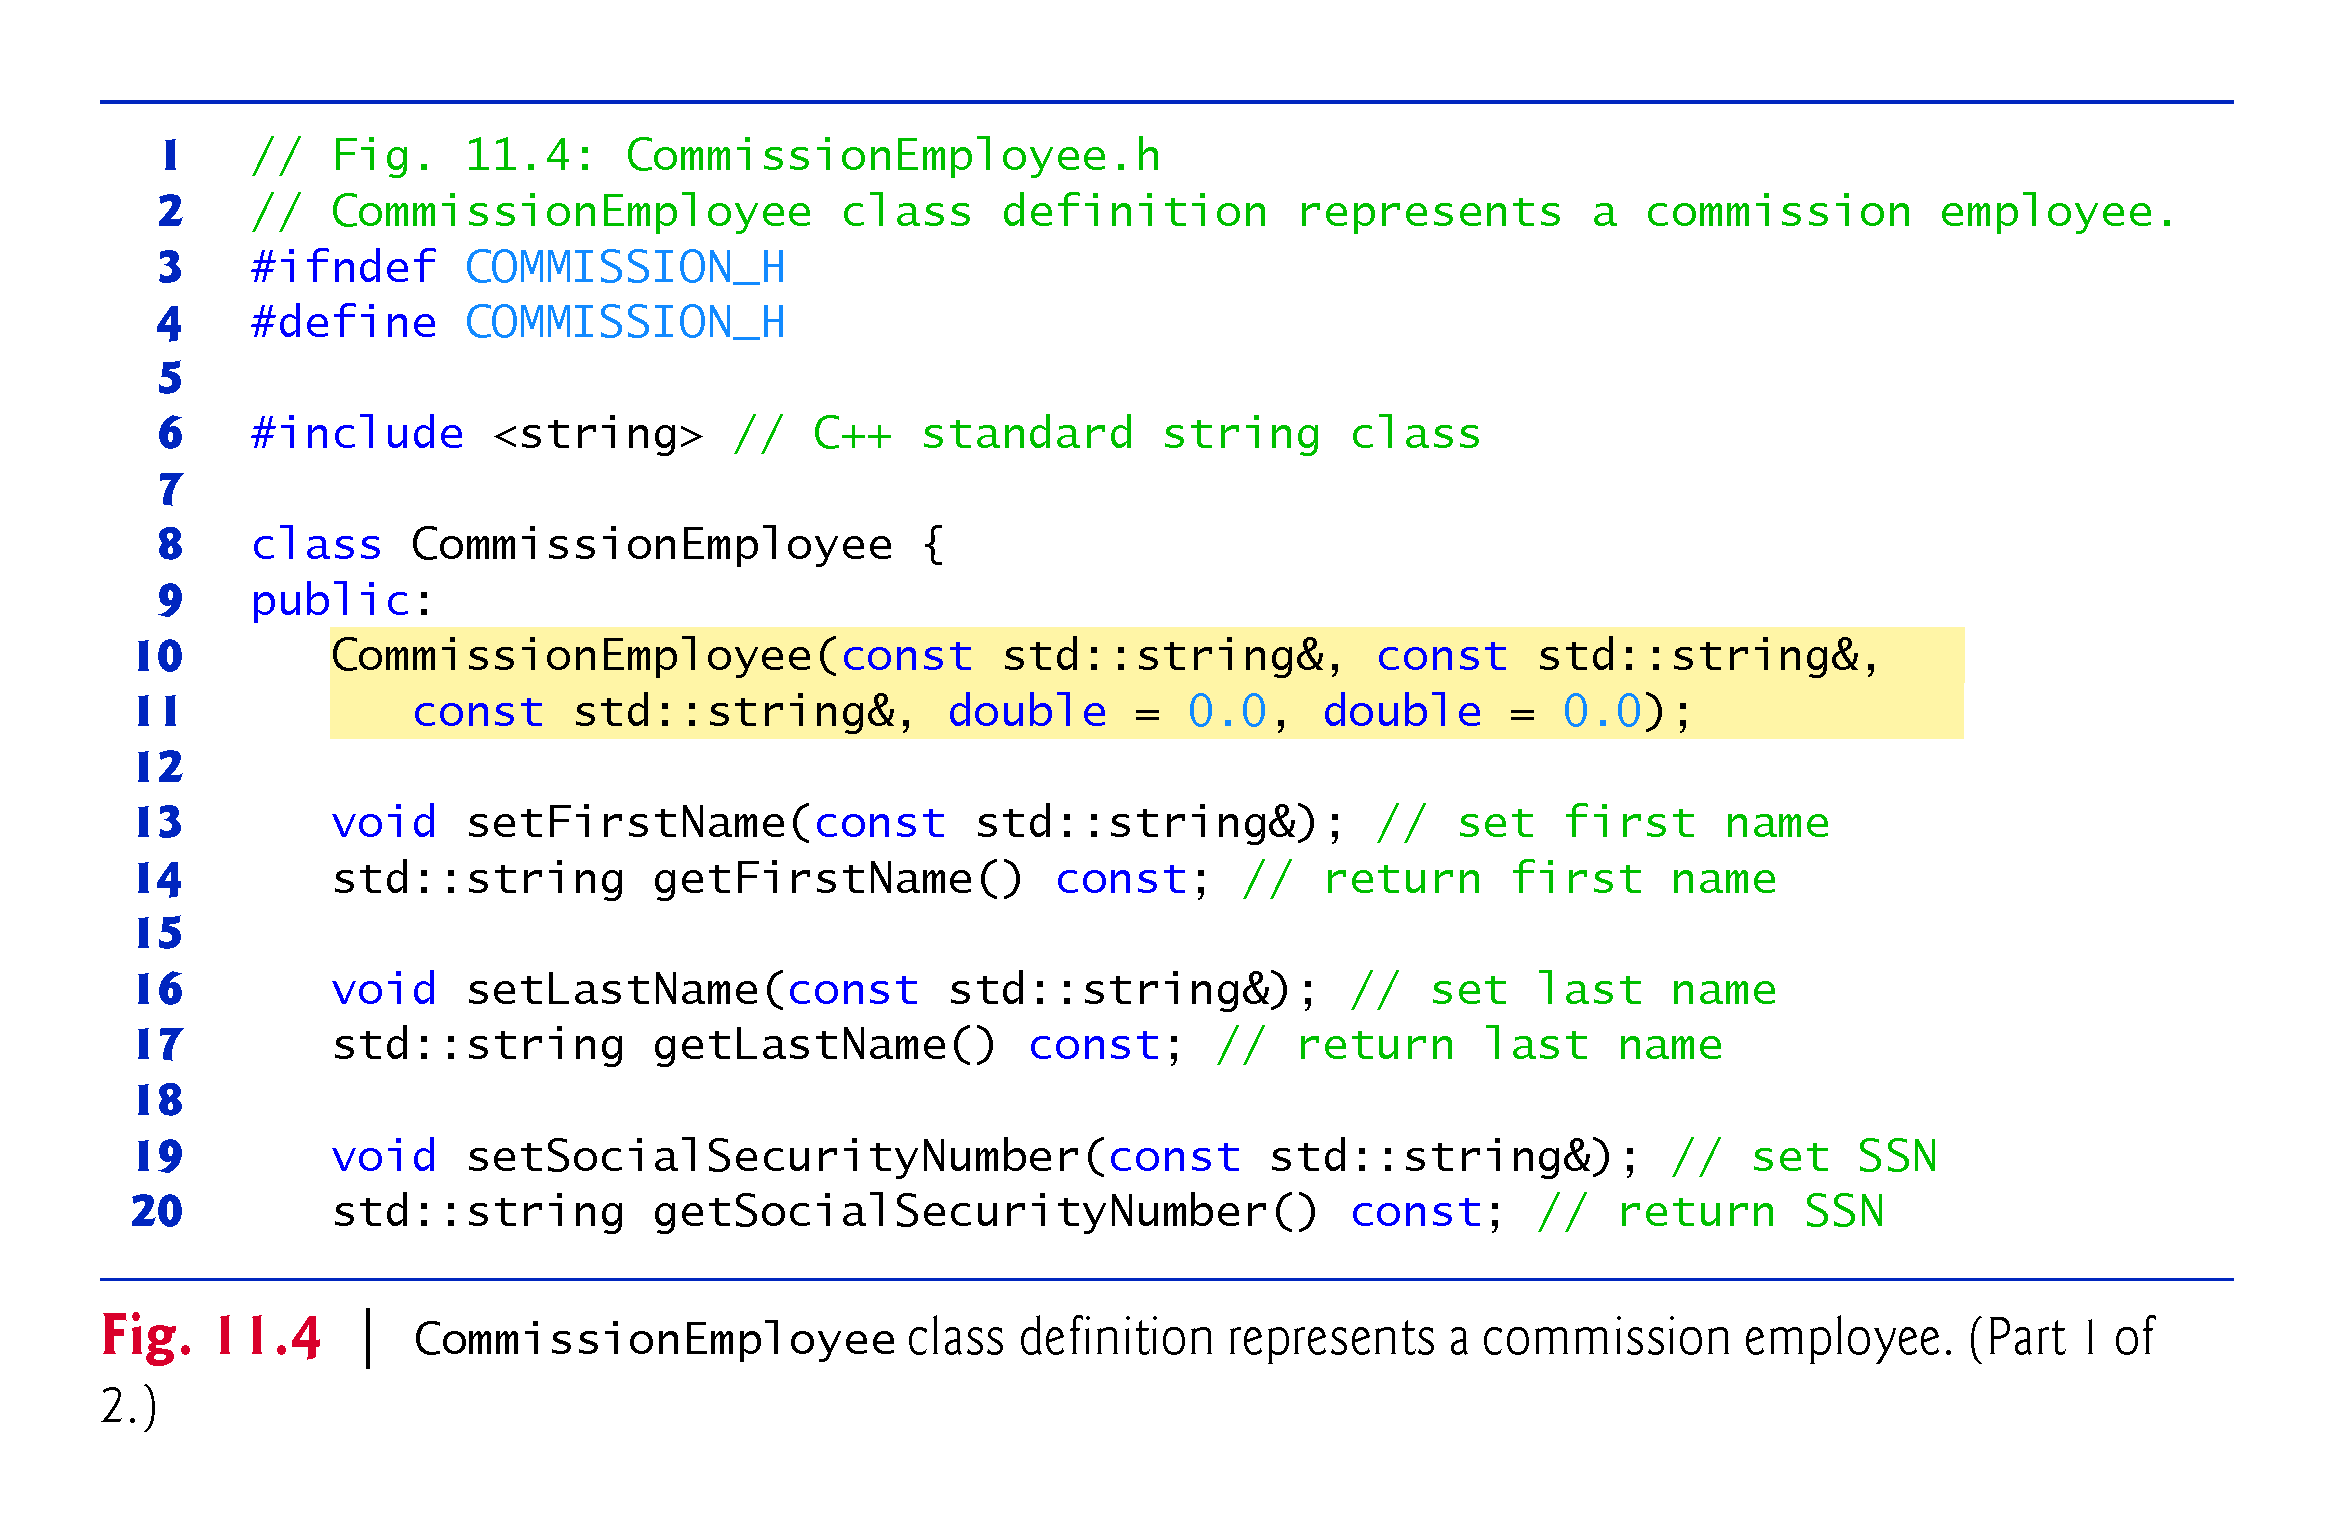 1 // Fig. 11.4: CommissionEmployee.h
2 // CommissionEmployee class definition represents a commission employee.
3 #ifndef COMMISSION_H
4 #define COMMISSION_H
5
6 #include <string> // C++ standard string class
7
8 class CommissionEmployee {
9 public:
10 CommissionEmployee(const std::string&, const std::string&,
11 const std::string&, double = 0.0, double = 0.0);
12
13 void setFirstName(const std::string&); // set first name
14 std::string getFirstName() const; // return first name
15
16 void setLastName(const std::string&); // set last name
17 std::string getLastName() const; // return last name
18
19 void setSocialSecurityNumber(const std::string&); // set SSN
20 std::string getSocialSecurityNumber() const; // return SSN
Fig. 11.4 | CommissionEmployee class definition represents a commission employee. (Part 1 of
2.)